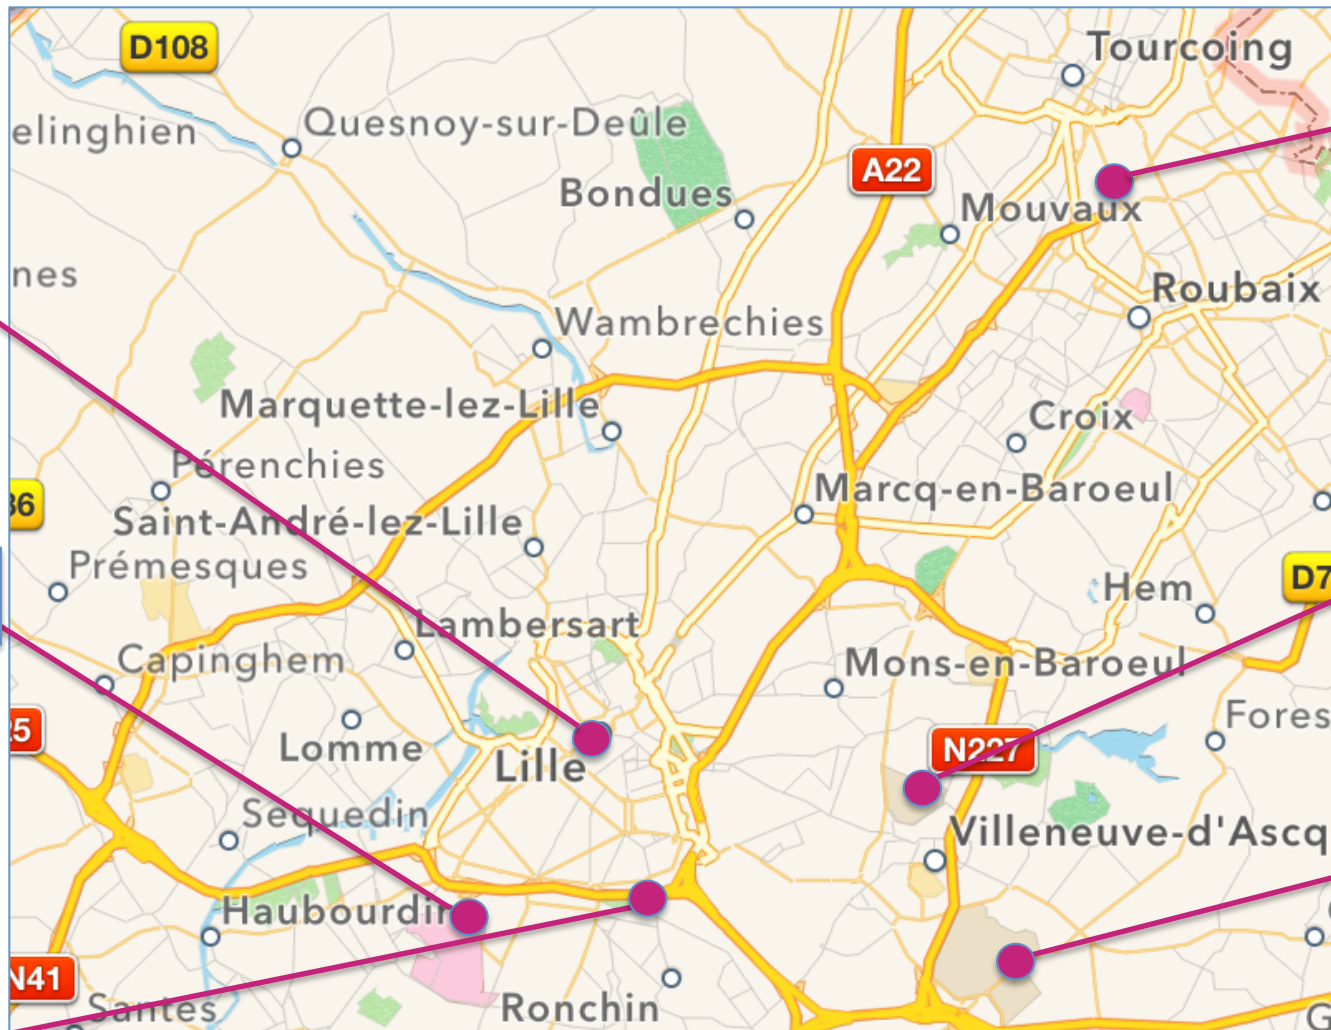 D108
Tourcoing
elinghien
Quesnoy-sur-Deûle
A22
Bondues
Mouvaux
nes
Roubaix
Wambrechies
Marquette-lez-Lille
Croix
Pérenchies
Marcq-en-Baroeul
36
Saint-André-lez-Lille
Prémesques
D7
Hem
Lambersart
Capinghem
Mons-en-Baroeul
Fores
25
Lomme
N227
Lille
Sequedin
Villeneuve-d'Ascq
Haubourdin
N41
Santes
Ronchin
G